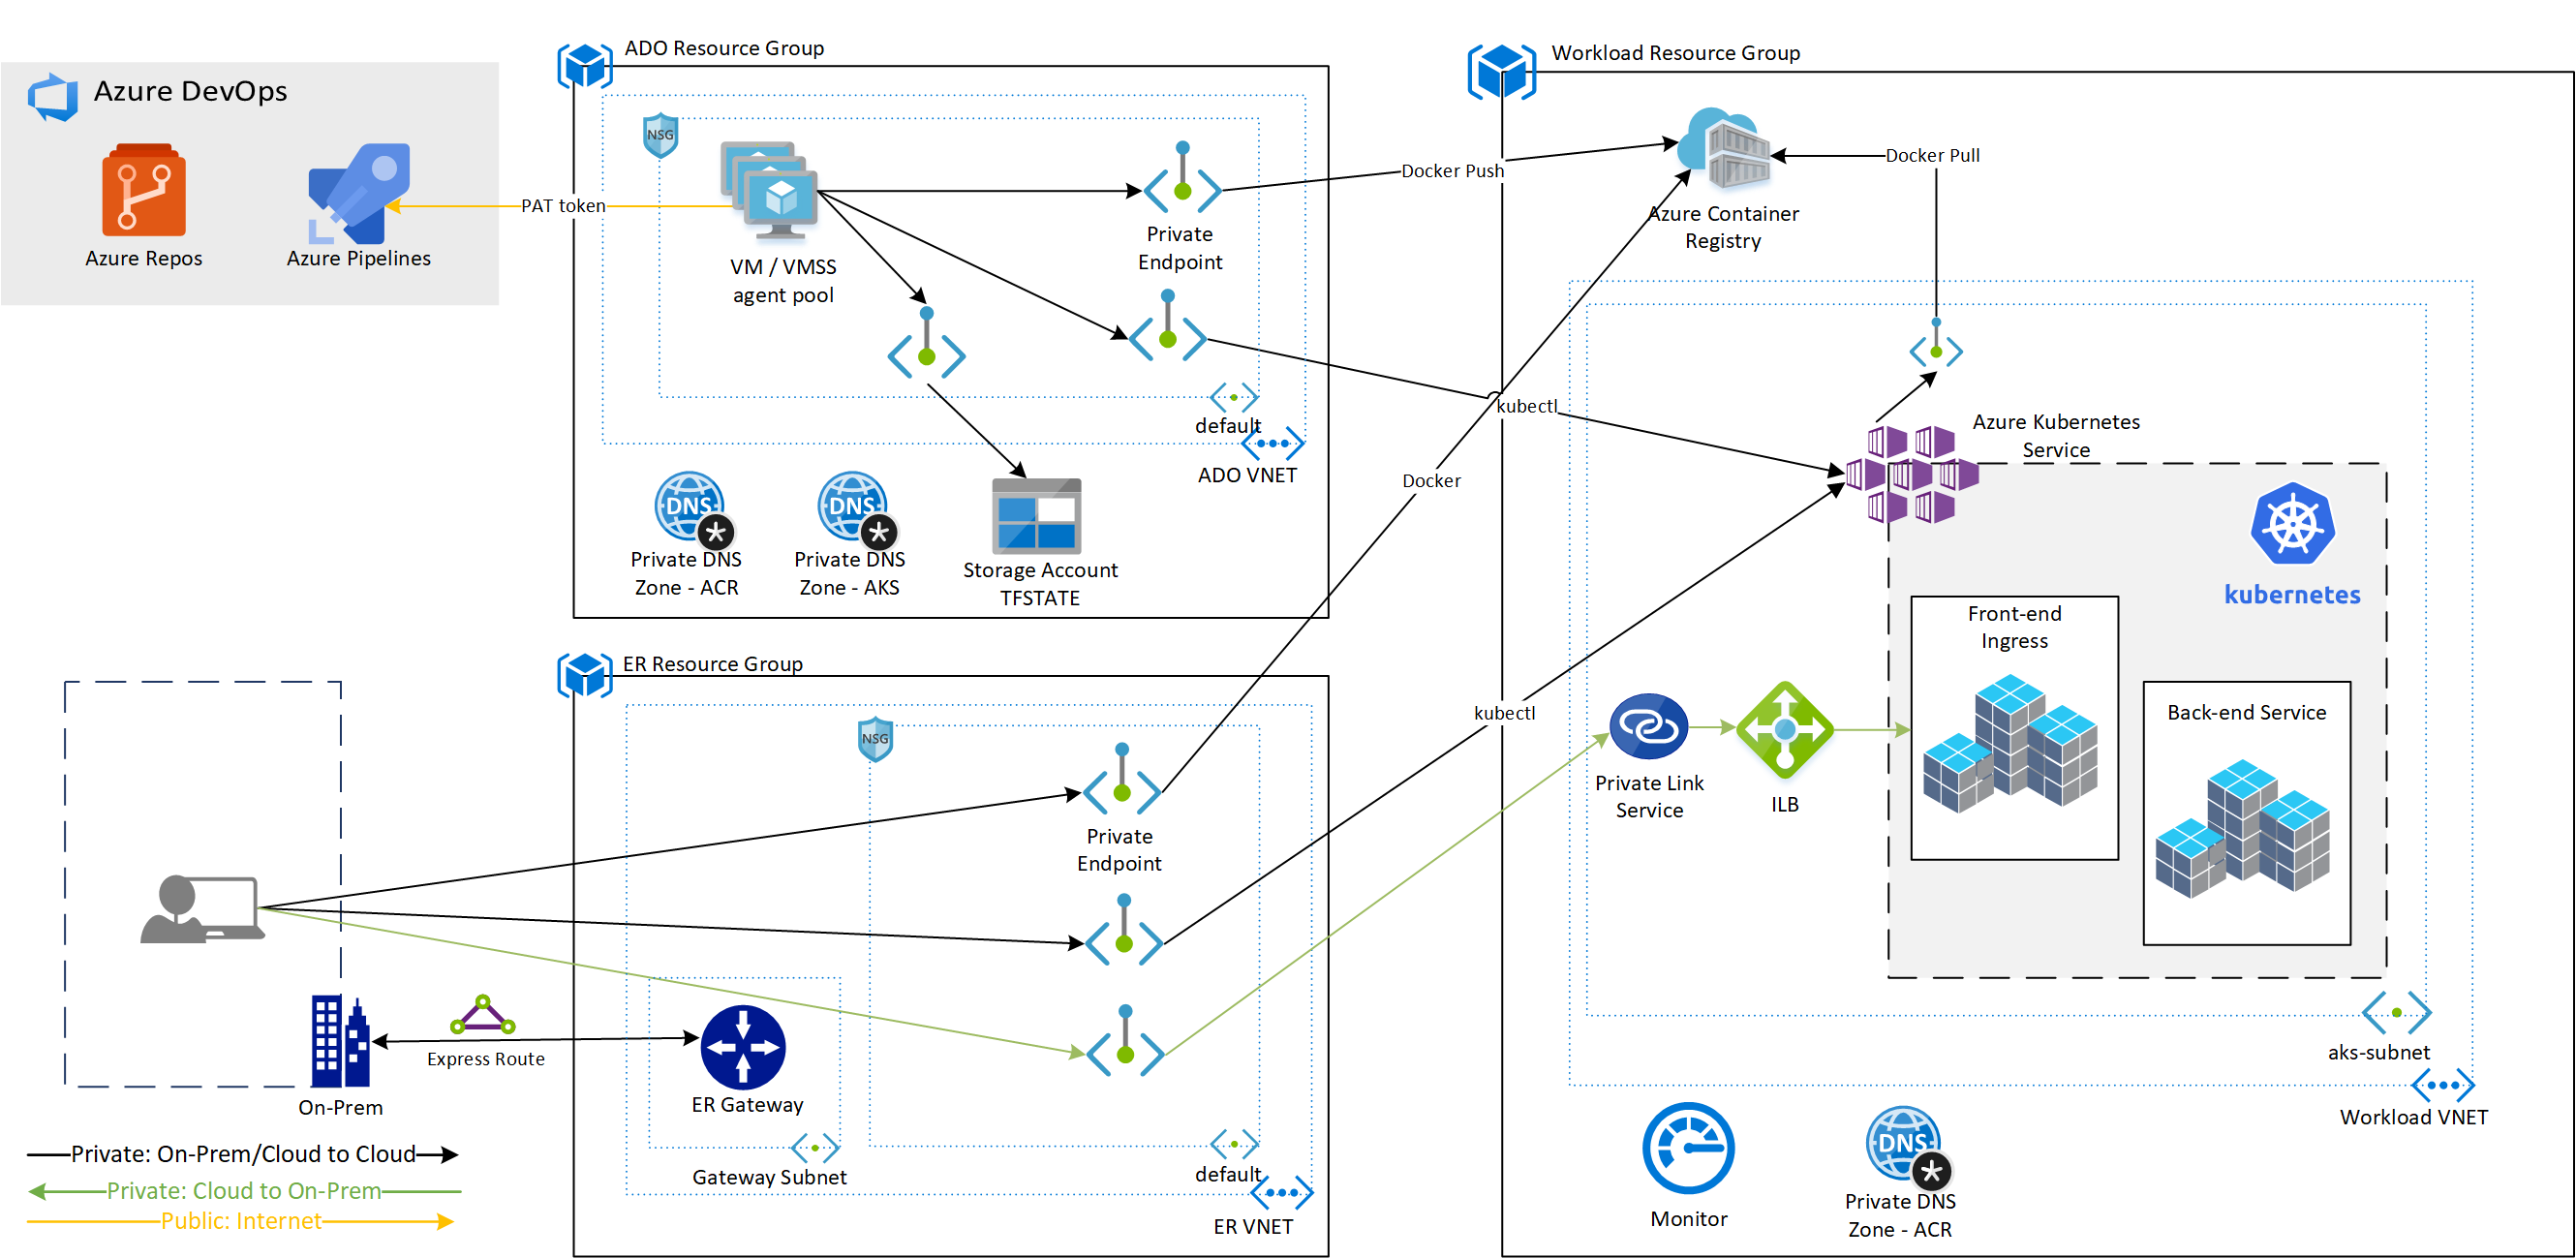 Azure DevOps
Azure Repos
Azure Pipelines
PAT token
ADO Resource Group
NSG
VM / VMSS
agent pool
Private
Endpoint
default
ADO VNET
DNS
Private DNS
Zone - ACR
DNS
Private DNS
Zone - AKS
Storage Account
TFSTATE
Docker Push
kubectl
Docker
kubectl
Workload Resource Group
Azure Container
Registry
Docker Pull
Azure Kubernetes
Service
kubernetes
Front-end
Ingress
Back-end Service
Private Link
Service
ILB
aks-subnet
Workload VNET
Monitor
DNS
Private DNS
Zone - ACR
ER Resource Group
NSG
Private
Endpoint
ER Gateway
Gateway Subnet
default
ER VNET
Express Route
On-Prem
Private: On-Prem/Cloud to Cloud
Private: Cloud to On-Prem
Public: Internet